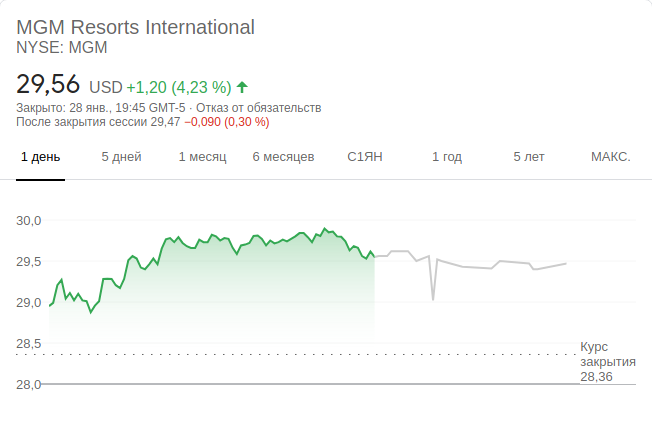 MGM Resorts International
NYSE: MGM
29,56 USD +1,20 (4,23 %)
Закрыто: 28 янв., 19:45 GMT-5 · Отказ от обязательств
После закрытия сессии 29,47 −0,090 (0,30 %)
1 день 5 дней 1 месяц 6 месяцев С1ЯН 1 год 5 лет МАКС.
30,0
29,5
29,0
28,5
Курс
закрытия
28,36
28,0